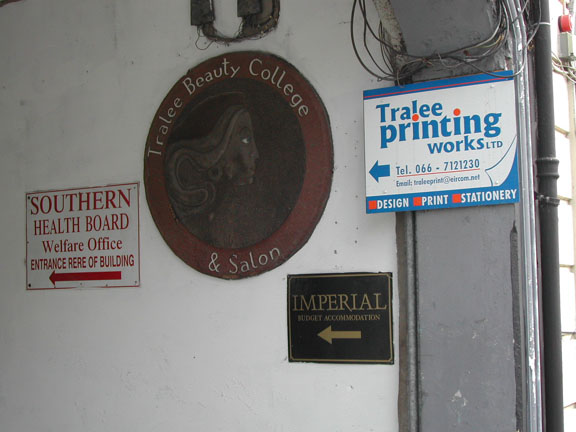 Tralee Beauty College
& Salon
Tralee
printing
works LTD
Tel. 066 - 7121230
Email: traleeprint@eircom.net
DESIGN PRINT STATIONERY
SOUTHERN
HEALTH BOARD
Welfare Office
ENTRANCE RERE OF BUILDING
IMPERIAL
BUDGET ACCOMMODATION